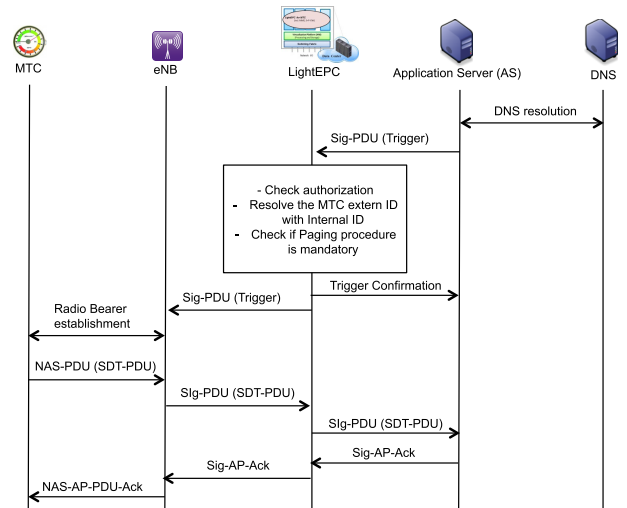 MTC
eNB
LightEPC
Application Server (AS)
DNS
DNS resolution
Sig-PDU (Trigger)
- Check authorization
- Resolve the MTC extern ID
with Internal ID
- Check if Paging procedure
is mandatory
Trigger Confirmation
Sig-PDU (Trigger)
Radio Bearer
establishment
NAS-PDU (SDT-PDU)
SIg-PDU (SDT-PDU)
SIg-PDU (SDT-PDU)
Sig-AP-Ack
Sig-AP-Ack
NAS-AP-PDU-Ack